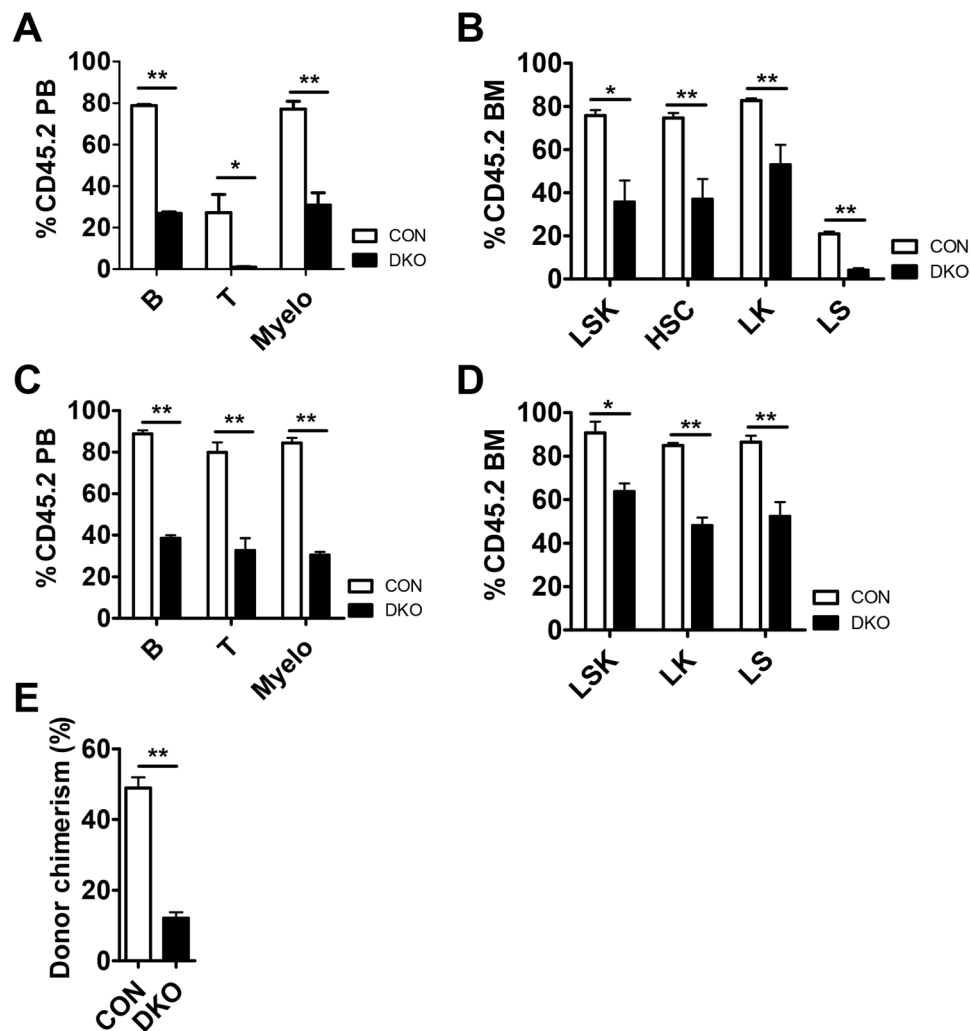 A
% CD45.2 PB
100
80
60
40
20
0
**
*
**
B
T
Myelo
CON
DKO
B
% CD45.2 BM
100
80
60
40
20
0
*
**
**
**
LSK
HSC
LK
LS
CON
DKO
C
% CD45.2 PB
100
80
60
40
20
0
**
**
**
B
T
Myelo
CON
DKO
D
% CD45.2 BM
100
80
60
40
20
0
*
**
**
LSK
LK
LS
CON
DKO
E
Donor chimerism (%)
60
40
20
0
**
CON
DKO